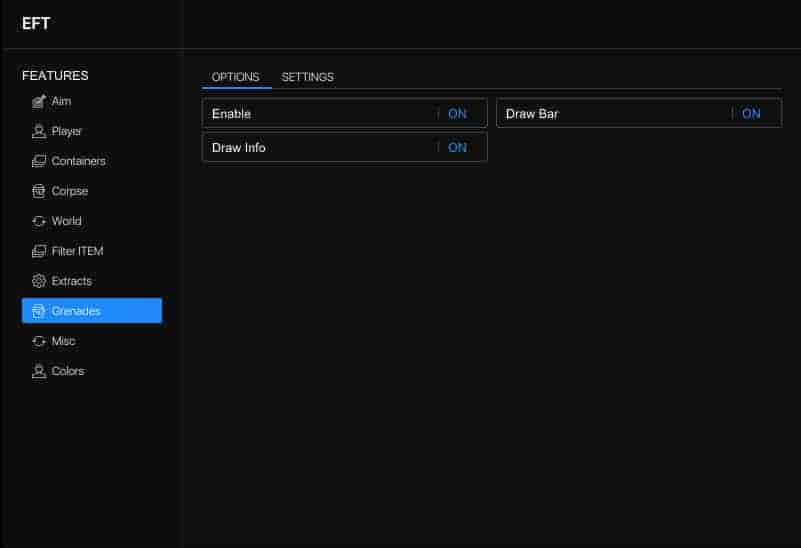 EFT
FEATURES
Aim
Player
Containers
Corpse
World
Filter ITEM
Extracts
Grenades
Misc
Colors
OPTIONS SETTINGS
Enable ON Draw Bar ON
Draw Info ON